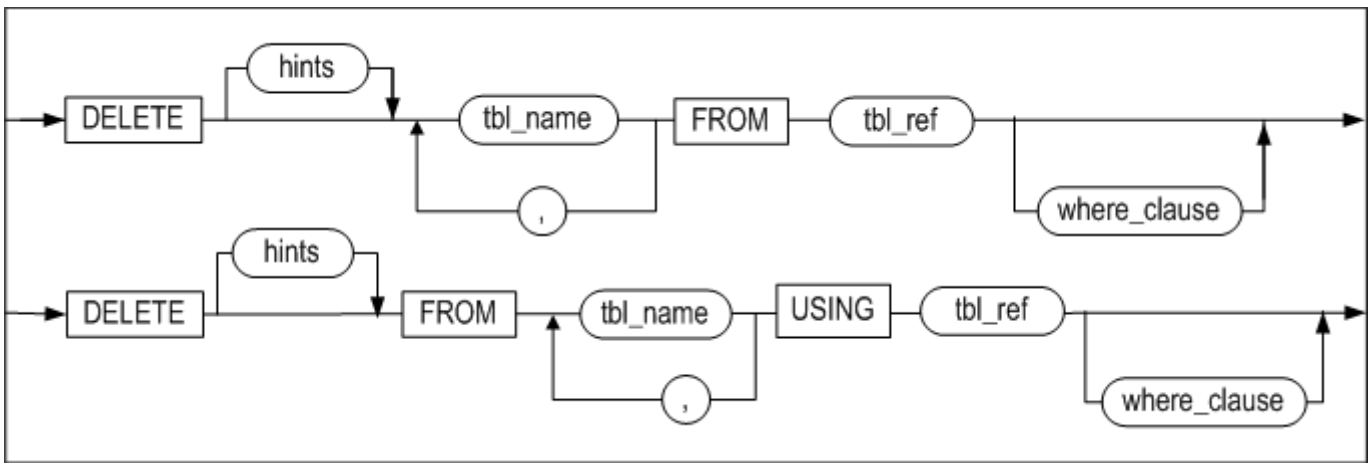 hints
DELETE tbl_name FROM tbl_ref
, where_clause
hints
DELETE FROM tbl_name USING tbl_ref
, where_clause